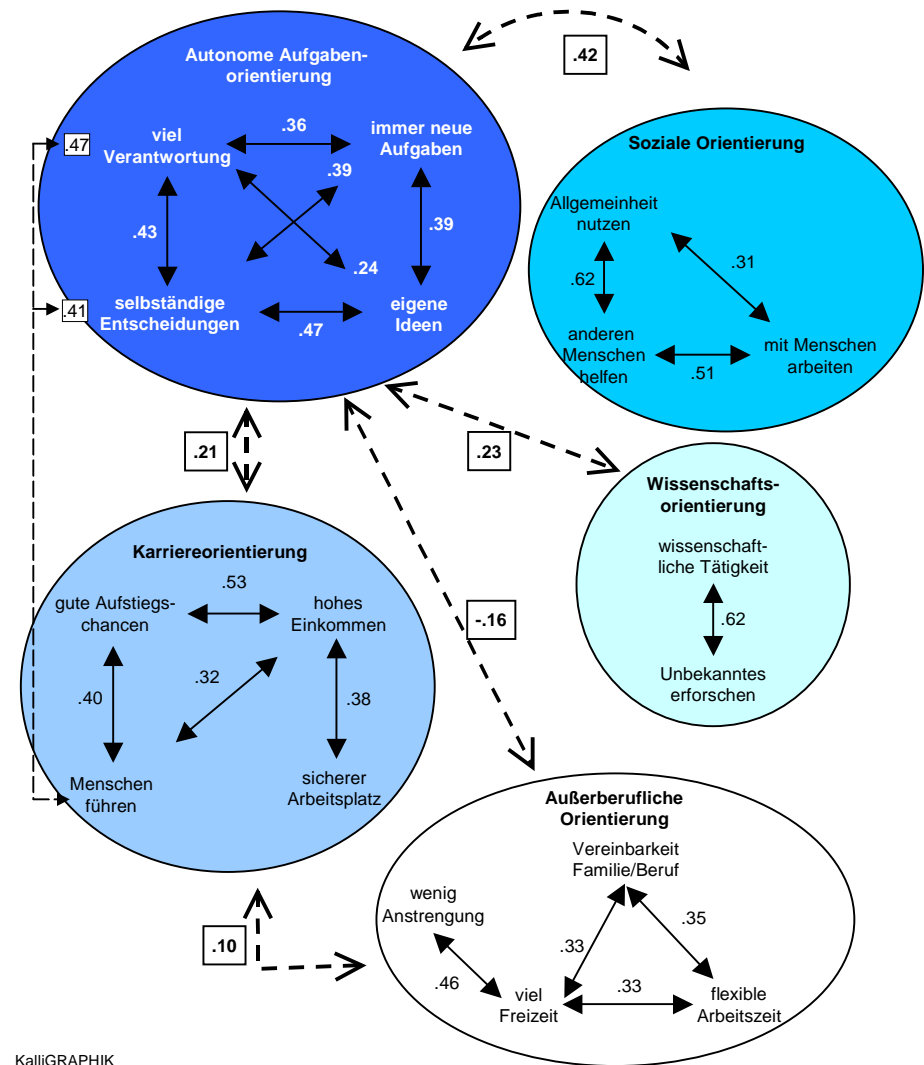 Autonome Aufgaben-
orientierung
.42
viel
Verantwortung
.36
immer neue
Aufgaben
.47
.39
.43
.39
.24
.41
selbständige
Entscheidungen
.47
eigene
Ideen
Soziale Orientierung
Allgemeinheit
nutzen
.31
.62
anderen
Menschen
helfen
.51
mit Menschen
arbeiten
.21
.23
Wissenschafts-
orientierung
wissenschaft-
liche Tätigkeit
.62
Unbekanntes
erforschen
Karriereorientierung
gute Aufstiegs-
chancen
.53
hohes
Einkommen
.32
.40
.38
Menschen
führen
sicherer
Arbeitsplatz
-.16
Außerberufliche
Orientierung
Vereinbarkeit
Familie/Beruf
wenig
Anstrengung
.35
.33
.46
viel
Freizeit
.33
flexible
Arbeitszeit
.10
KalliGRAPHIK